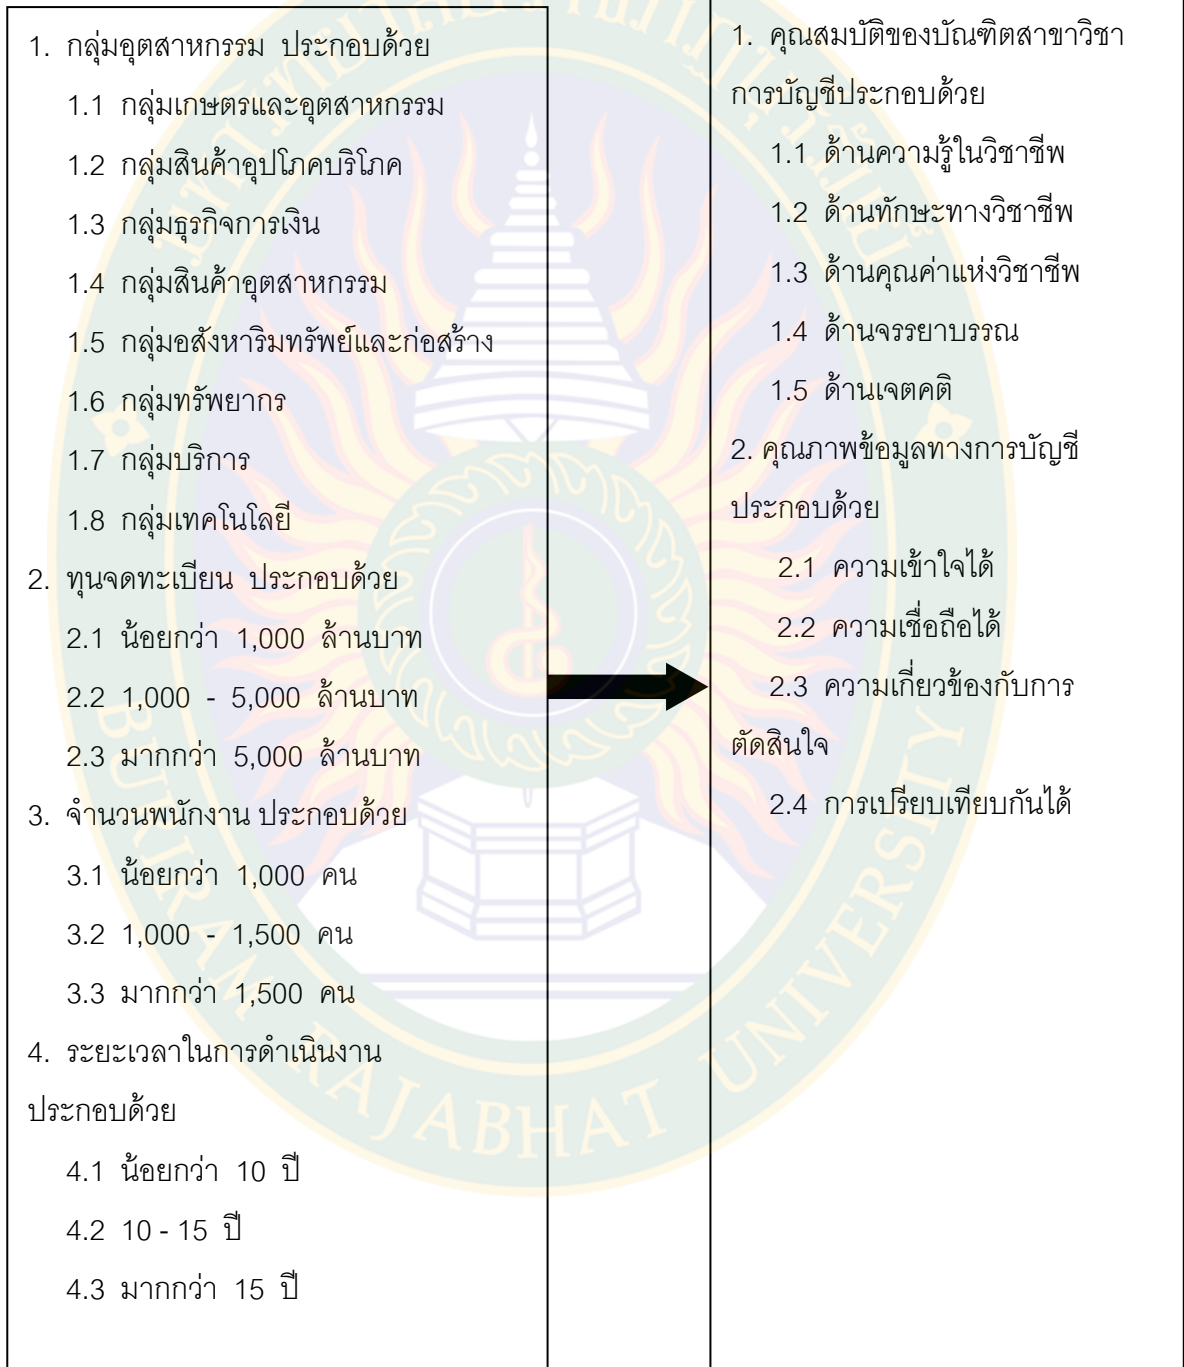 1. กลุ่มอุตสาหกรรม ประกอบด้วย
1.1 กลุ่มเกษตรและอุตสาหกรรม
1.2 กลุ่มสินค้าอุปโภคบริโภค
1.3 กลุ่มธุรกิจการเงิน
1.4 กลุ่มสินค้าอุตสาหกรรม
1.5 กลุ่มอสังหาริมทรัพย์และก่อสร้าง
1.6 กลุ่มทรัพยากร
1.7 กลุ่มบริการ
1.8 กลุ่มเทคโนโลยี
2. ทุนจดทะเบียน ประกอบด้วย
2.1 น้อยกว่า 1,000 ล้านบาท
2.2 1,000 - 5,000 ล้านบาท
2.3 มากกว่า 5,000 ล้านบาท
3. จำนวนพนักงาน ประกอบด้วย
3.1 น้อยกว่า 1,000 คน
3.2 1,000 - 1,500 คน
3.3 มากกว่า 1,500 คน
4. ระยะเวลาในการดำเนินงาน
ประกอบด้วย
4.1 น้อยกว่า 10 ปี
4.2 10 - 15 ปี
4.3 มากกว่า 15 ปี
1. คุณสมบัติของบัณฑิตสาขาวิชา
การบัญชีประกอบด้วย
1.1 ด้านความรู้ในวิชาชีพ
1.2 ด้านทักษะทางวิชาชีพ
1.3 ด้านคุณค่าแห่งวิชาชีพ
1.4 ด้านจรรยาบรรณ
1.5 ด้านเจตคติ
2. คุณภาพข้อมูลทางการบัญชี
ประกอบด้วย
2.1 ความเข้าใจได้
2.2 ความเชื่อถือได้
2.3 ความเกี่ยวข้องกับการ
ตัดสินใจ
2.4 การเปรียบเทียบกันได้
BURIRAM RAJABHAT UNIVERSITY